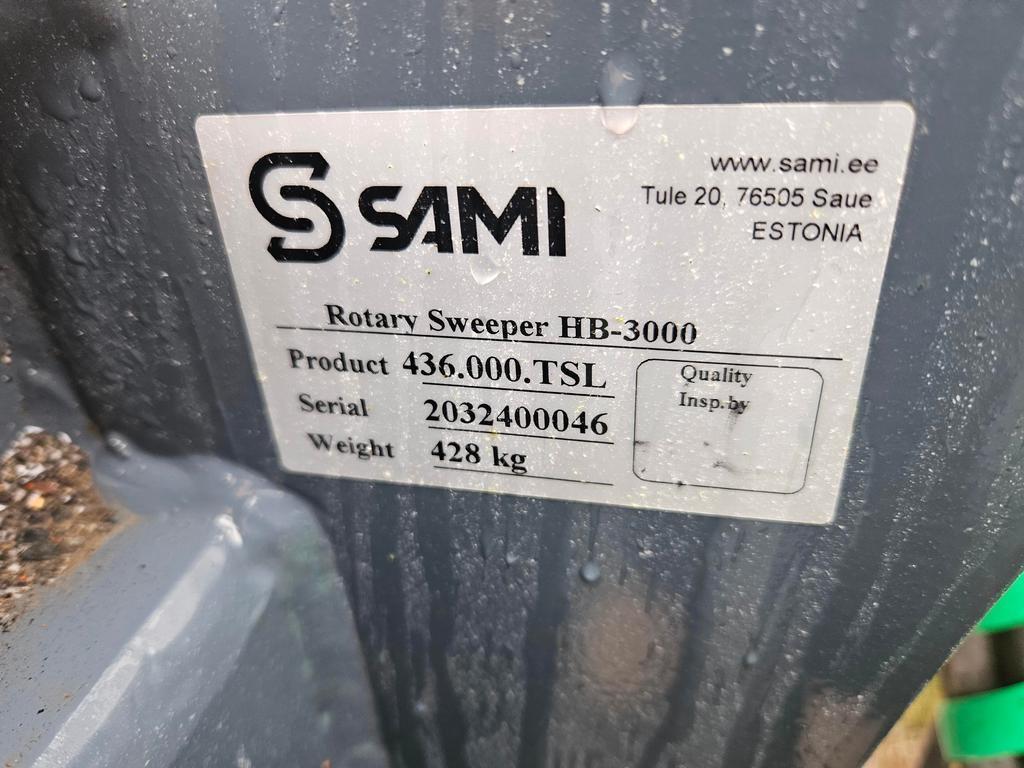 S SAMI
www.sami.ee
Tule 20, 76505 Saue
ESTONIA
Rotary Sweeper HB-3000
Product 436.000.TSL
Serial 2032400046
Weight 428 kg
Quality
Insp.by